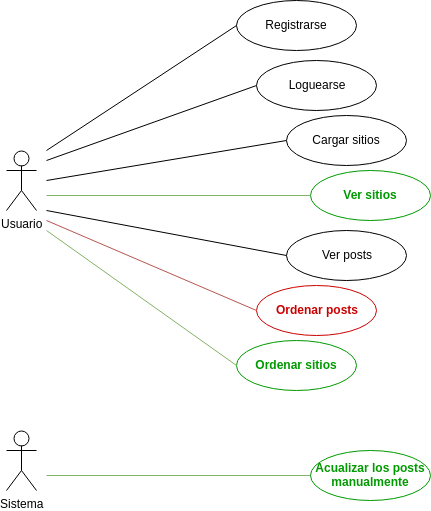 Registrarse
Loguearse
Cargar sitios
Ver sitios
Usuario
Ver posts
Ordenar posts
Ordenar sitios
Acualizar los posts
manualmente
Sistema